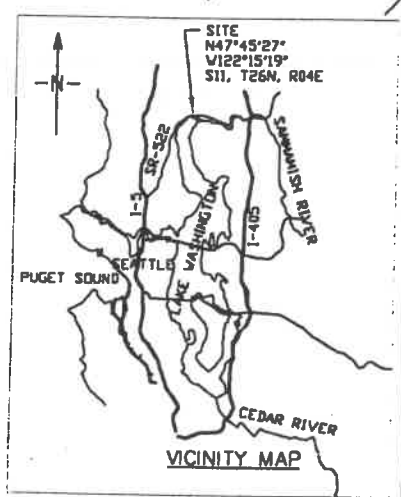 SITE
N47°45'27"
W122°15'19"
S11, T26N, R04E
-N-
SR-522
I-5
SAMMAMISH RIVER
LAKE WASHINGTON
I-405
SEATTLE
PUGET SOUND
CEDAR RIVER
VICINITY MAP